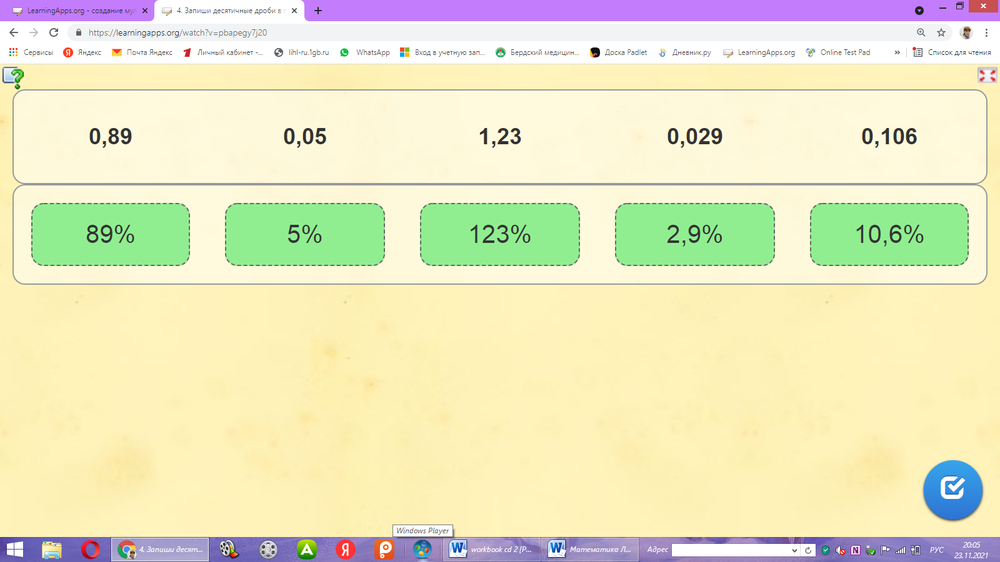 LearningApps.org - создание мул
4. Запиши десятичные дроби в п
https://learningapps.org/watch?v=pbapegy7j20
Сервисы Яндекс Почта Яндекс Личный кабинет -... lihl-ru.1gb.ru WhatsApp Вход в учетную зап... Бердский медицин... Доска Padlet Дневник.ру LearningApps.org Online Test Pad » Список для чтения
0,89 0,05 1,23 0,029 0,106
89% 5% 123% 2,9% 10,6%
Windows Player
4. Запиши десят... workbook cd 2 [P... Математика Л... Адрес РУС 20:05
23.11.2021